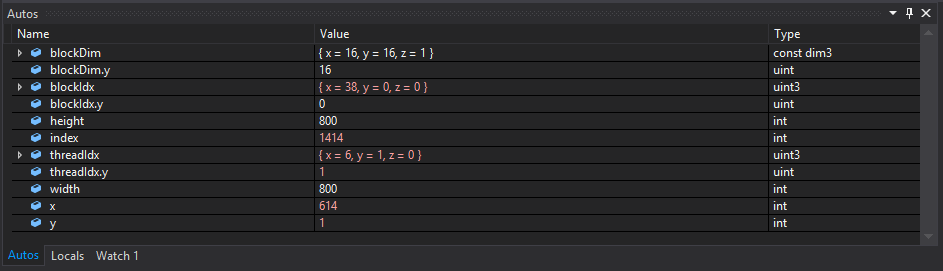 Autos
Name Value Type
blockDim { x = 16, y = 16, z = 1 } const dim3
blockDim.y 16 uint
blockIdx { x = 38, y = 0, z = 0 } uint3
blockIdx.y 0 uint
height 800 int
index 1414 int
threadIdx { x = 6, y = 1, z = 0 } uint3
threadIdx.y 1 uint
width 800 int
x 614 int
y 1 int
Autos Locals Watch 1